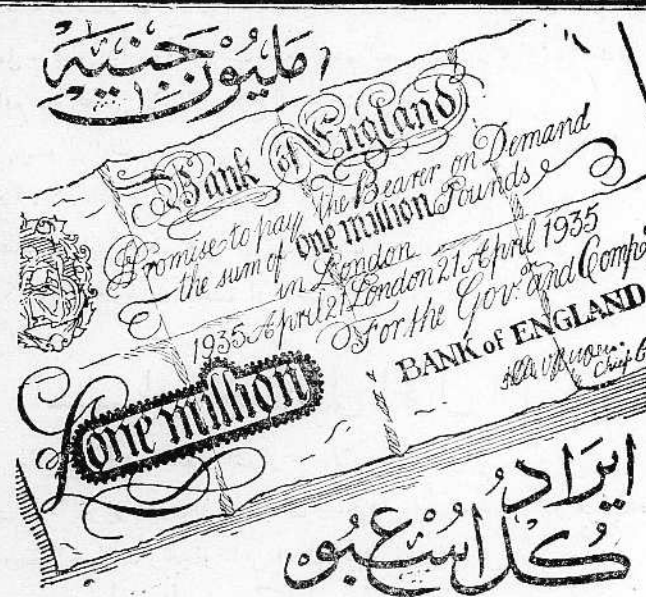 مليون جنيه
Bank of England
Promise to pay the Bearer on Demand
the sum of one million Pounds
in London
1935 April 21 London 21 April 1935
For the Gov.ʳ and Comp
BANK of ENGLAND
Chief
£one million
ايراد
كل اسبوع